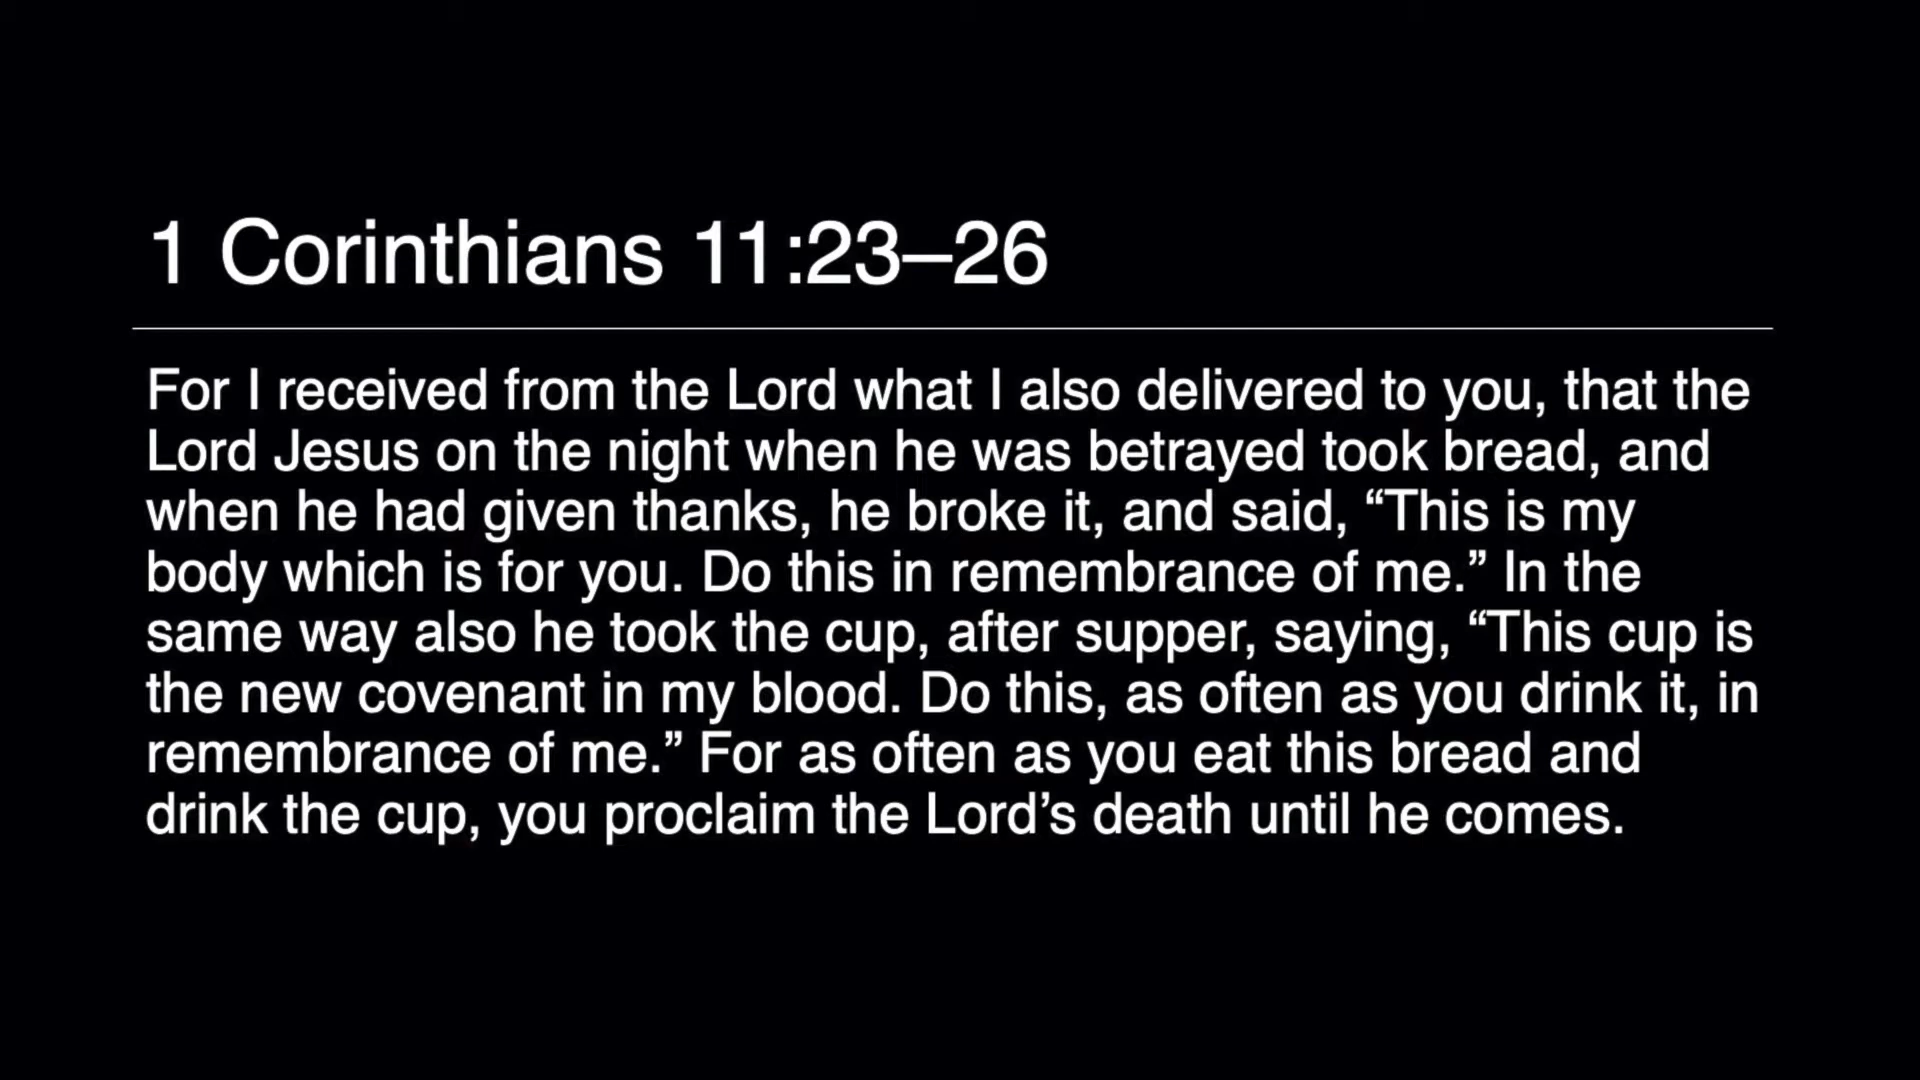 1 Corinthians 11:23–26
For I received from the Lord what I also delivered to you, that the
Lord Jesus on the night when he was betrayed took bread, and
when he had given thanks, he broke it, and said, “This is my
body which is for you. Do this in remembrance of me.” In the
same way also he took the cup, after supper, saying, “This cup is
the new covenant in my blood. Do this, as often as you drink it, in
remembrance of me.” For as often as you eat this bread and
drink the cup, you proclaim the Lord’s death until he comes.